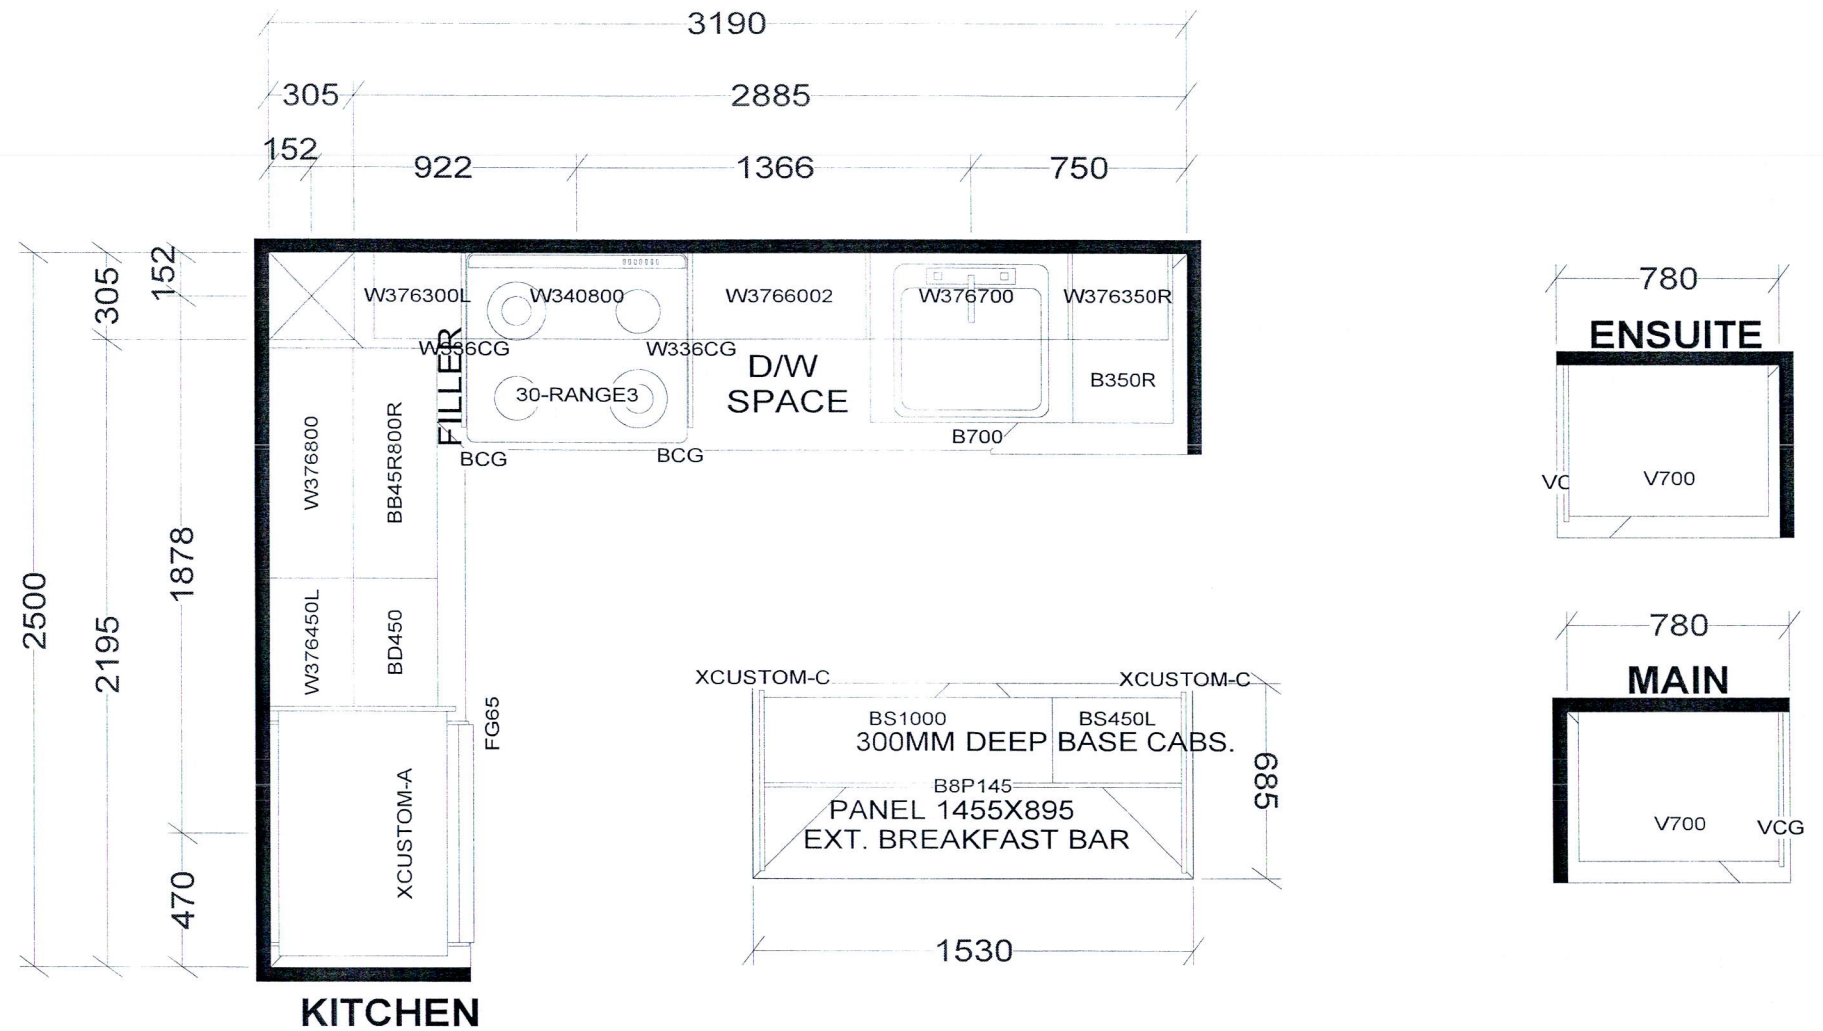 3190
305
2885
152
922
1366
750
152
305
1878
2500
2195
470
W376300L
W340800
W3766002
W376700
W376350R
W336CG
W336CG
FILLER
D/W
SPACE
30-RANGE3
B350R
B700
BCG
BCG
W376800
BB45R800R
W376450L
BD450
FG65
XCUSTOM-A
KITCHEN
XCUSTOM-C
XCUSTOM-C
BS1000
BS450L
300MM DEEP BASE CABS.
B8P145
PANEL 1455X895
EXT. BREAKFAST BAR
685
1530
780
ENSUITE
VC
V700
780
MAIN
V700
VCG